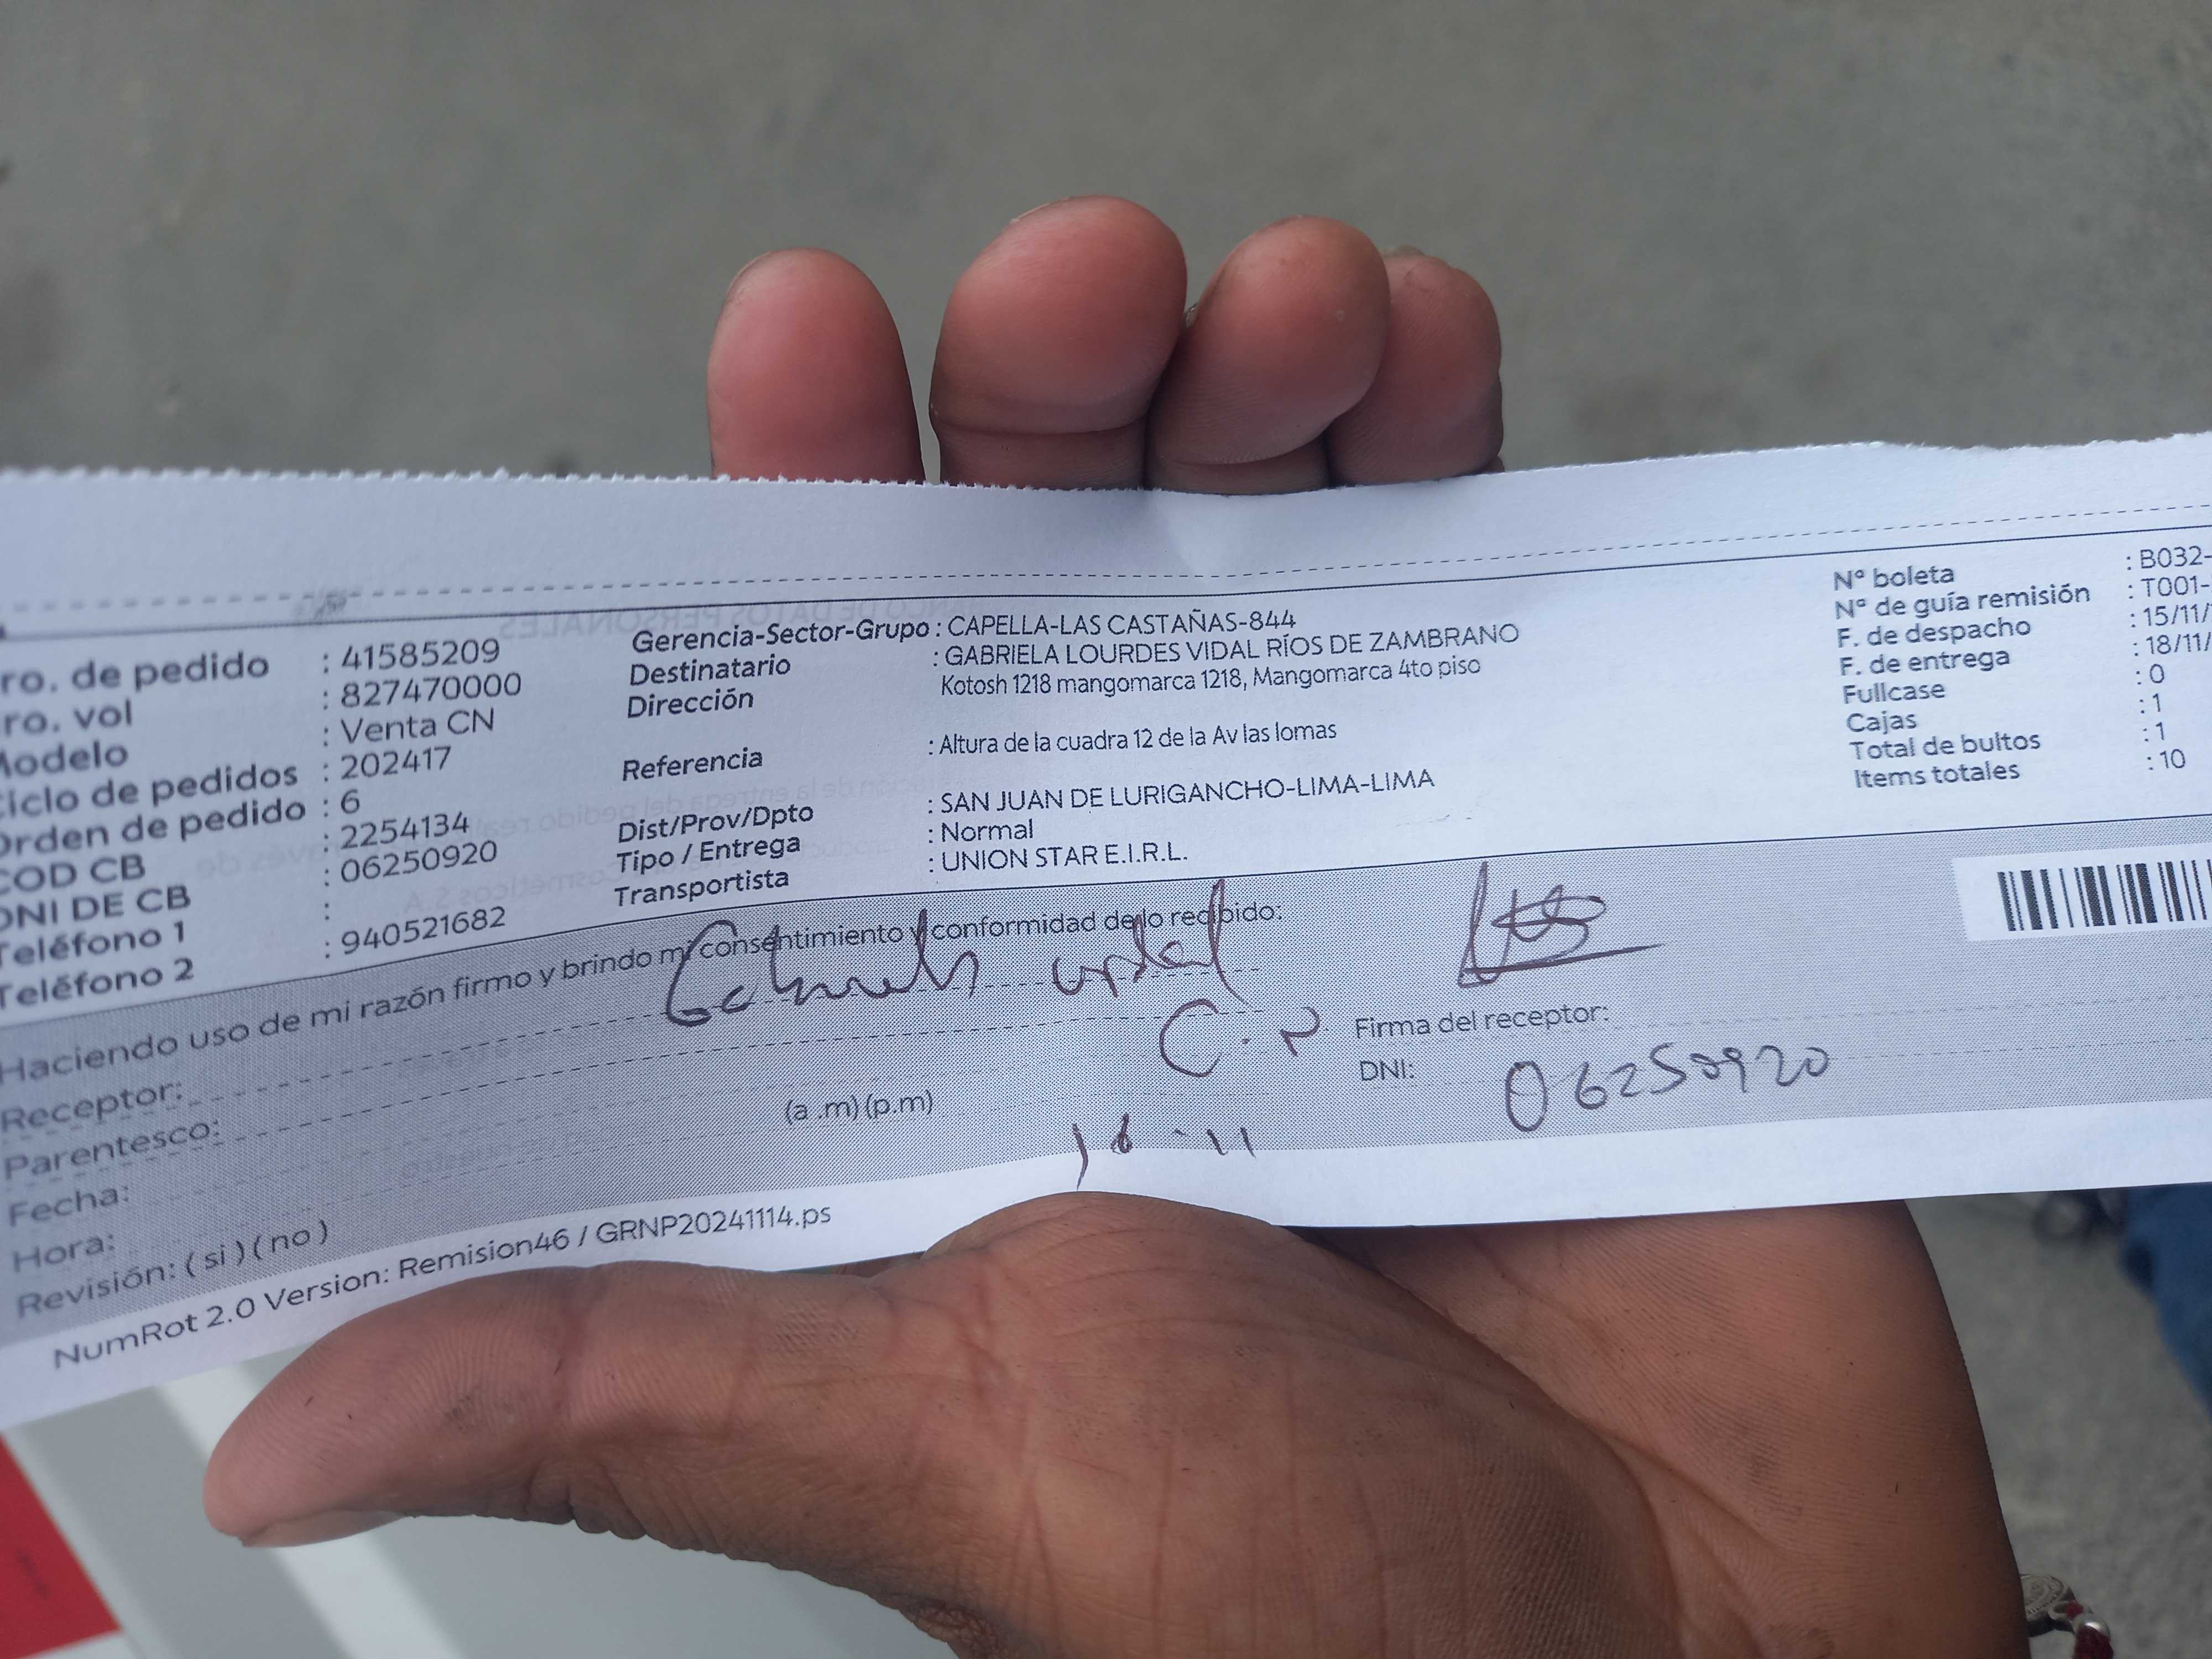 ro. de pedido : 41585209
ro. vol : 827470000
Modelo : Venta CN
Ciclo de pedidos : 202417
Orden de pedido : 6
COD CB : 2254134
DNI DE CB : 06250920
Teléfono 1 :
Teléfono 2 : 940521682
Gerencia-Sector-Grupo : CAPELLA-LAS CASTAÑAS-844
Destinatario : GABRIELA LOURDES VIDAL RÍOS DE ZAMBRANO
Dirección Kotosh 1218 mangomarca 1218, Mangomarca 4to piso
Referencia : Altura de la cuadra 12 de la Av las lomas
Dist/Prov/Dpto : SAN JUAN DE LURIGANCHO-LIMA-LIMA
Tipo / Entrega : Normal
Transportista : UNION STAR E.I.R.L.
N° boleta : B032-
N° de guía remisión : T001-
F. de despacho : 15/11/
F. de entrega : 18/11/
Fullcase : 0
Cajas : 1
Total de bultos : 1
Items totales : 10
Haciendo uso de mi razón firmo y brindo mi consentimiento y conformidad de lo recibido:
Receptor:
Parentesco:
Fecha:
Hora: (a .m) (p.m)
Revisión: ( si ) ( no )
Firma del receptor:
DNI: 06250920
NumRot 2.0 Version: Remision46 / GRNP20241114.ps